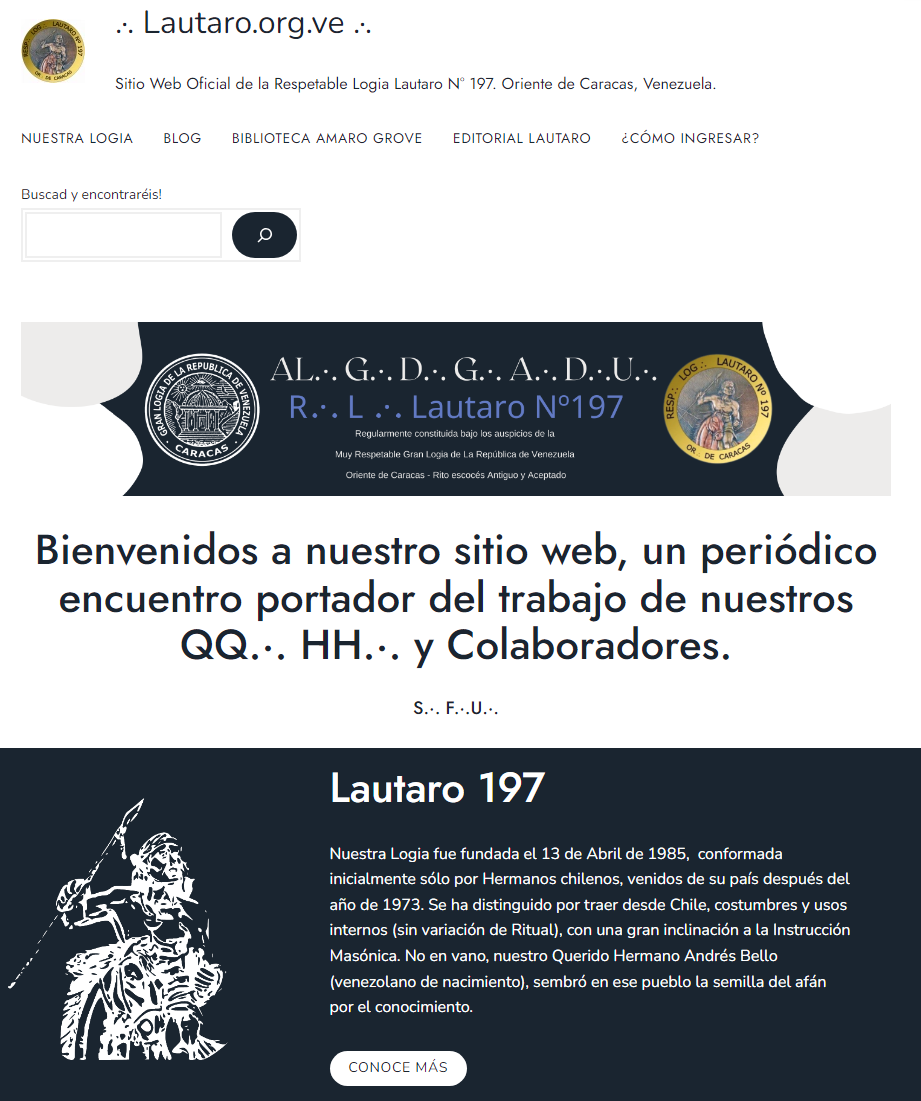 RESP.·. LOG.·. LAUTARO Nº 197
OR. DE CARACAS
.·. Lautaro.org.ve .·.
Sitio Web Oficial de la Respetable Logia Lautaro N° 197. Oriente de Caracas, Venezuela.
NUESTRA LOGIA BLOG BIBLIOTECA AMARO GROVE EDITORIAL LAUTARO ¿CÓMO INGRESAR?
Buscad y encontraréis!
GRAN LOGIA DE LA REPUBLICA DE VENEZUELA
· CARACAS ·
AL.·. G.·. D.·. G.·. A.·. D.·.U.·.
R.·. L .·. Lautaro Nº197
Regularmente constituida bajo los auspicios de la
Muy Respetable Gran Logia de La República de Venezuela
Oriente de Caracas - Rito escocés Antiguo y Aceptado
RESP.·. LOG.·. LAUTARO Nº 197
OR. DE CARACAS
Bienvenidos a nuestro sitio web, un periódico
encuentro portador del trabajo de nuestros
QQ.·. HH.·. y Colaboradores.
S.·. F.·.U.·.
Lautaro 197
Nuestra Logia fue fundada el 13 de Abril de 1985, conformada
inicialmente sólo por Hermanos chilenos, venidos de su país después del
año de 1973. Se ha distinguido por traer desde Chile, costumbres y usos
internos (sin variación de Ritual), con una gran inclinación a la Instrucción
Masónica. No en vano, nuestro Querido Hermano Andrés Bello
(venezolano de nacimiento), sembró en ese pueblo la semilla del afán
por el conocimiento.
CONOCE MÁS